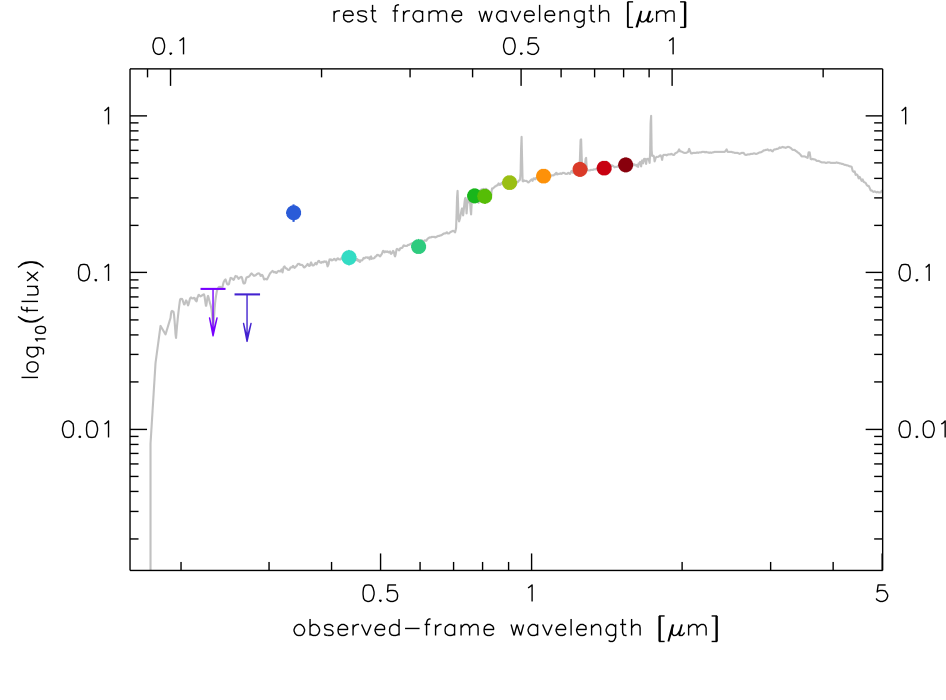 rest frame wavelength [μm]
0.1 0.5 1
1 1
0.1 0.1
log10(flux)
0.01 0.01
0.5 1 5
observed-frame wavelength [μm]